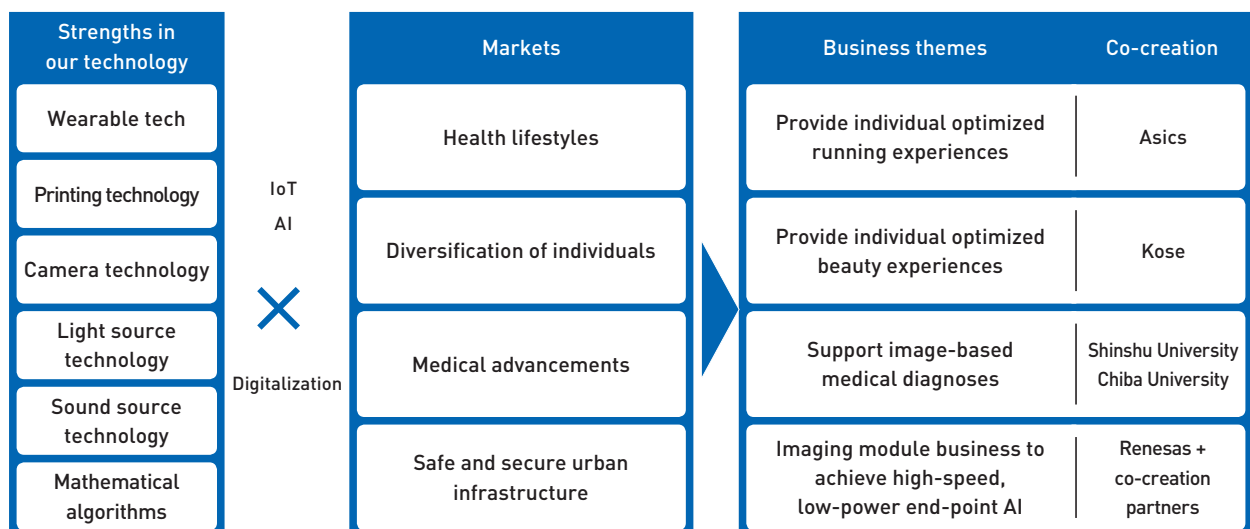 Strengths in
our technology
Wearable tech
Printing technology
Camera technology
Light source
technology
Sound source
technology
Mathematical
algorithms
IoT
AI
Digitalization
Markets
Health lifestyles
Diversification of individuals
Medical advancements
Safe and secure urban
infrastructure
Business themes
Co-creation
Provide individual optimized
running experiences
Asics
Provide individual optimized
beauty experiences
Kose
Support image-based
medical diagnoses
Shinshu University
Chiba University
Imaging module business to
achieve high-speed,
low-power end-point AI
Renesas +
co-creation
partners